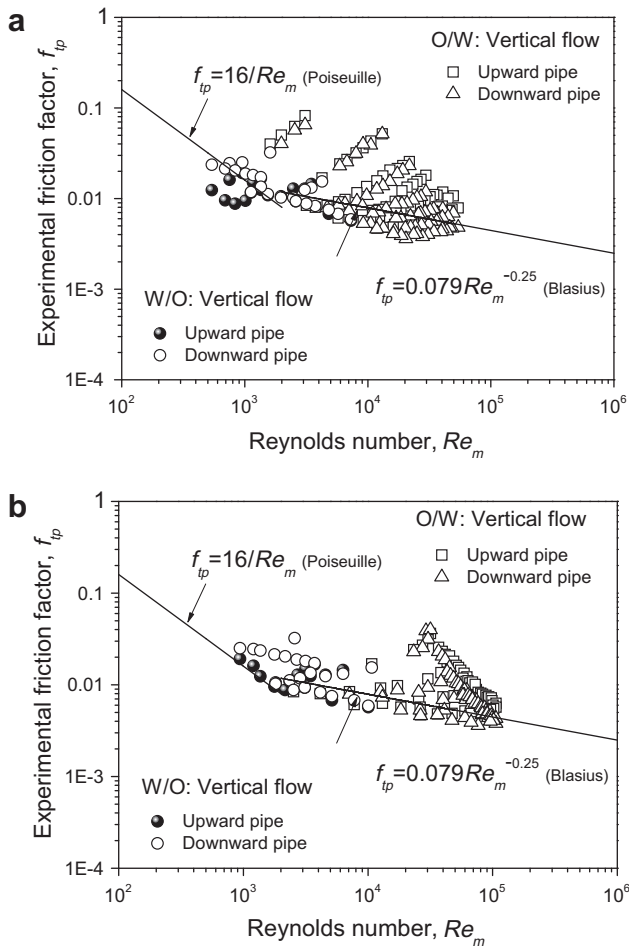 a
O/W: Vertical flow
Upward pipe
Downward pipe
f_tp=16/Re_m (Poiseuille)
f_tp=0.079Re_m^-0.25 (Blasius)
W/O: Vertical flow
Upward pipe
Downward pipe
1
0.1
0.01
1E-3
1E-4
Experimental friction factor, f_tp
10^2
10^3
10^4
10^5
10^6
Reynolds number, Re_m
b
O/W: Vertical flow
Upward pipe
Downward pipe
f_tp=16/Re_m (Poiseuille)
f_tp=0.079Re_m^-0.25 (Blasius)
W/O: Vertical flow
Upward pipe
Downward pipe
1
0.1
0.01
1E-3
1E-4
Experimental friction factor, f_tp
10^2
10^3
10^4
10^5
10^6
Reynolds number, Re_m